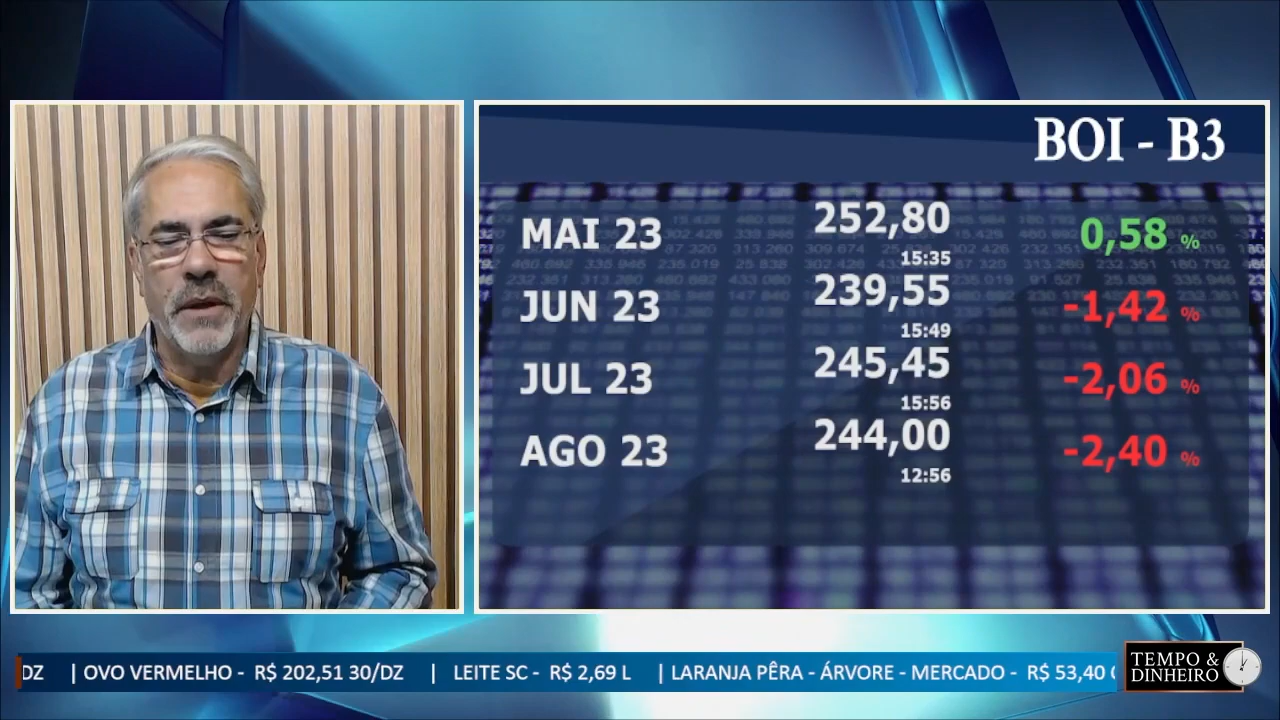 BOI - B3
MAI 23 252,80 0,58 %
15:35
JUN 23 239,55 -1,42 %
15:49
JUL 23 245,45 -2,06 %
15:56
AGO 23 244,00 -2,40 %
12:56
DZ | OVO VERMELHO - R$ 202,51 30/DZ | LEITE SC - R$ 2,69 L | LARANJA PÊRA - ÁRVORE - MERCADO - R$ 53,40
TEMPO &
DINHEIRO